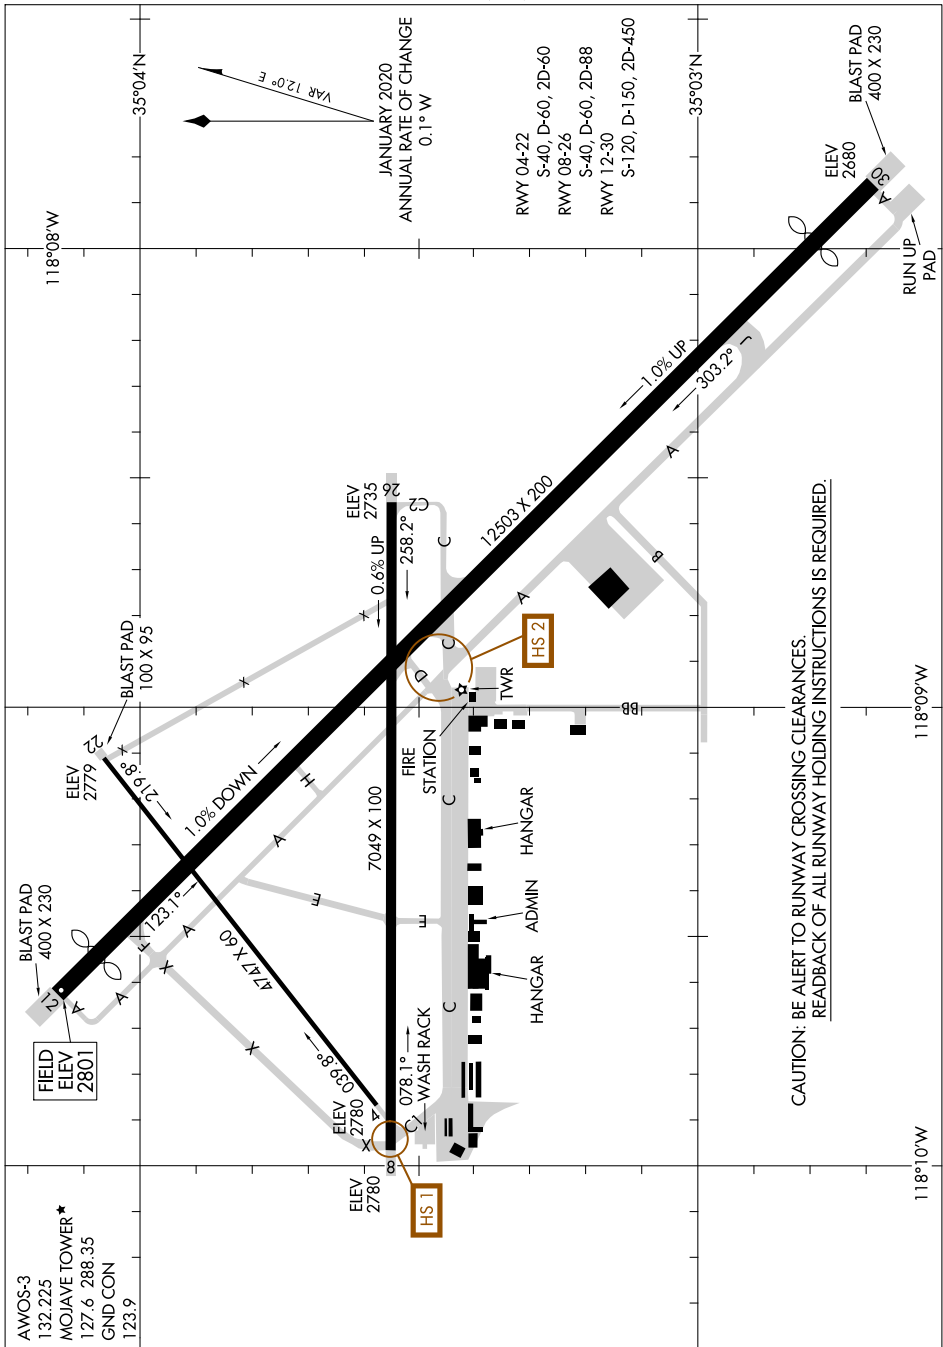 AWOS-3
132.225
MOJAVE TOWER★
127.6 288.35
GND CON
123.9
118°10'W
118°09'W
118°08'W
35°04'N
35°03'N
VAR 12.0° E
JANUARY 2020
ANNUAL RATE OF CHANGE
0.1° W
RWY 04-22
S-40, D-60, 2D-60
RWY 08-26
S-40, D-60, 2D-88
RWY 12-30
S-120, D-150, 2D-450
BLAST PAD
400 X 230
FIELD
ELEV
2801
12
A
A
F
123.1°
A
X
X
4747 X 60
039.8°
4
ELEV
2780
X
8
ELEV
2780
HS 1
C1
078.1°
WASH RACK
C
E
E
A
H
1.0% DOWN
219.8°
22
ELEV
2779
BLAST PAD
100 X 95
X
X
X
7049 X 100
C
FIRE
STATION
TWR
HANGAR
ADMIN
HANGAR
D
C
HS 2
0.6% UP
258.2°
ELEV
2735
26
C2
C
12503 X 200
A
B
BB
A
1.0% UP
303.2°
J
ELEV
2680
30
A
BLAST PAD
400 X 230
RUN UP
PAD
CAUTION: BE ALERT TO RUNWAY CROSSING CLEARANCES.
READBACK OF ALL RUNWAY HOLDING INSTRUCTIONS IS REQUIRED.